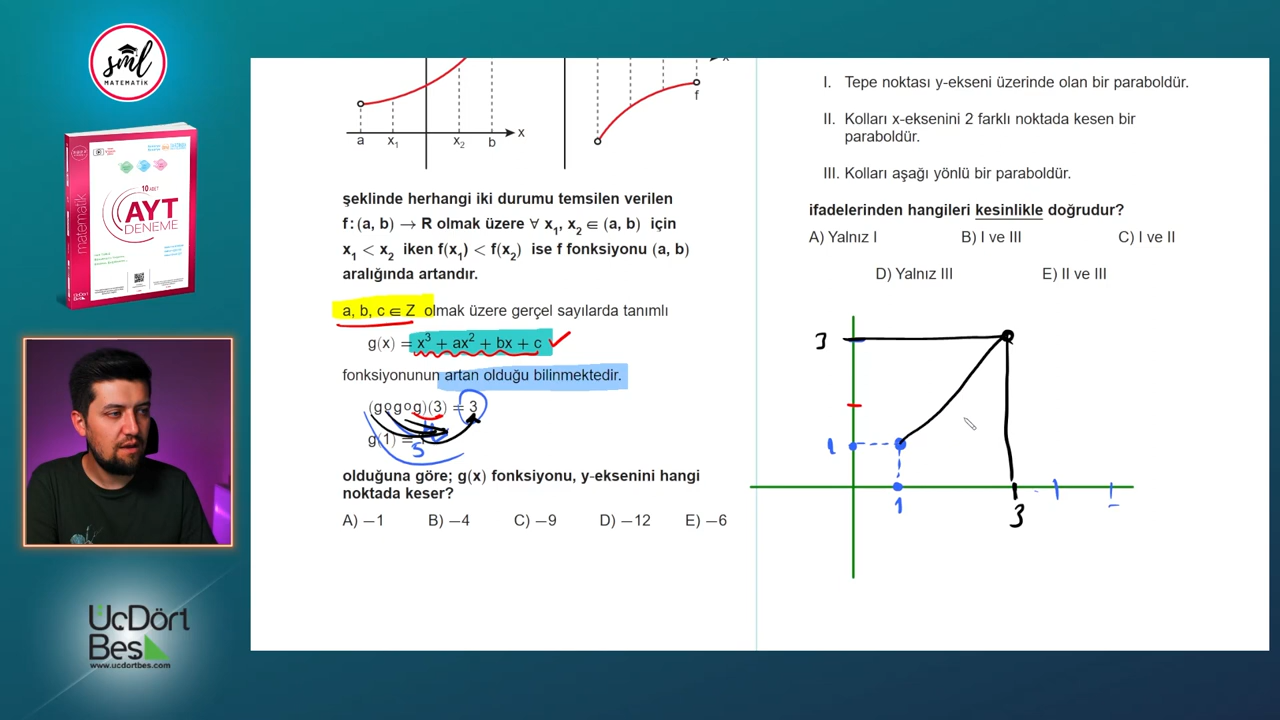 sml
MATEMATİK
matematik
10 ADET
AYT
DENEME
ÜçDört
Beş
www.ucdortbes.com
x
a x₁ x₂ b
f
şeklinde herhangi iki durumu temsilen verilen
f : (a, b) → R olmak üzere ∀ x₁, x₂ ∈ (a, b) için
x₁ < x₂ iken f(x₁) < f(x₂) ise f fonksiyonu (a, b)
aralığında artandır.
a, b, c ∈ Z olmak üzere gerçel sayılarda tanımlı
g(x) = x³ + ax² + bx + c
fonksiyonunun artan olduğu bilinmektedir.
(gogog)(3) = 3
g(1) =
olduğuna göre; g(x) fonksiyonu, y-eksenini hangi
noktada keser?
A) −1 B) −4 C) −9 D) −12 E) −6
I. Tepe noktası y-ekseni üzerinde olan bir paraboldür.
II. Kolları x-eksenini 2 farklı noktada kesen bir
paraboldür.
III. Kolları aşağı yönlü bir paraboldür.
ifadelerinden hangileri kesinlikle doğrudur?
A) Yalnız I B) I ve III C) I ve II
D) Yalnız III E) II ve III
3
1
1
3